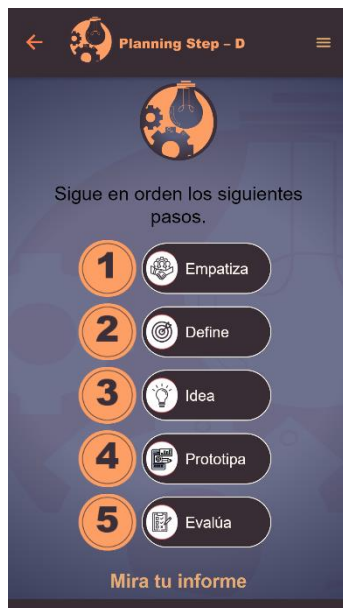 Planning Step – D
Sigue en orden los siguientes
pasos.
1 Empatiza
2 Define
3 Idea
4 Prototipa
5 Evalúa
Mira tu informe